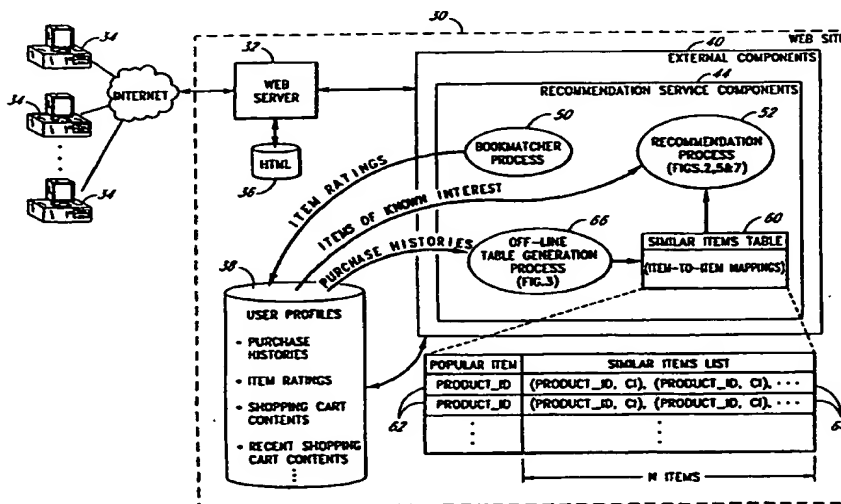 30
WEB SITE
34
32
40
EXTERNAL COMPONENTS
WEB
SERVER
44
RECOMMENDATION SERVICE COMPONENTS
INTERNET
34
50
52
BOOKMATCHER
PROCESS
RECOMMENDATION
PROCESS
(FIGS.2,5&7)
HTML
36
34
ITEM RATINGS
ITEMS OF KNOWN INTEREST
PURCHASE HISTORIES
66
60
OFF-LINE
TABLE GENERATION
PROCESS
(FIG.3)
SIMILAR ITEMS TABLE
(ITEM-TO-ITEM MAPPINGS)
38
USER PROFILES
• PURCHASE
HISTORIES
• ITEM RATINGS
• SHOPPING CART
CONTENTS
• RECENT SHOPPING
CART CONTENTS
POPULAR ITEM
SIMILAR ITEMS LIST
PRODUCT_ID
(PRODUCT_ID, CI), (PRODUCT_ID, CI), ···
PRODUCT_ID
(PRODUCT_ID, CI), (PRODUCT_ID, CI), ···
62
N ITEMS